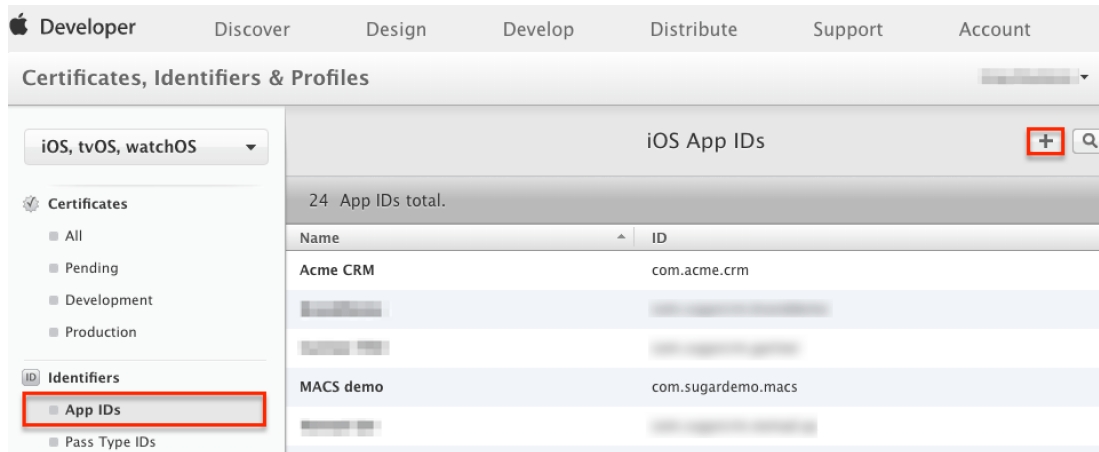 Developer Discover Design Develop Distribute Support Account
Certificates, Identifiers & Profiles
iOS, tvOS, watchOS
iOS App IDs
Certificates
All
Pending
Development
Production
Identifiers
App IDs
Pass Type IDs
24 App IDs total.
Name ID
Acme CRM com.acme.crm
MACS demo com.sugardemo.macs